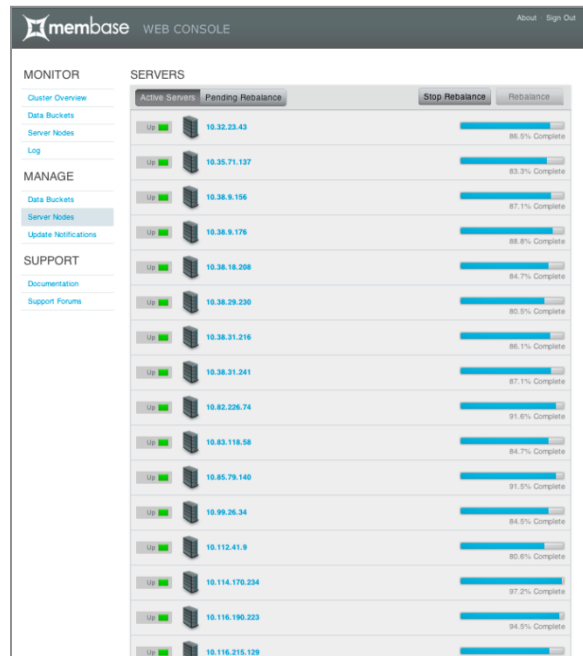 About · Sign Out
membase WEB CONSOLE
MONITOR
Cluster Overview
Data Buckets
Server Nodes
Log
MANAGE
Data Buckets
Server Nodes
Update Notifications
SUPPORT
Documentation
Support Forums
SERVERS
Active Servers Pending Rebalance Stop Rebalance Rebalance
Up 10.32.23.43
86.5% Complete
Up 10.35.71.137
83.3% Complete
Up 10.38.9.156
87.1% Complete
Up 10.38.9.176
88.8% Complete
Up 10.38.18.208
84.7% Complete
Up 10.38.29.230
80.5% Complete
Up 10.38.31.216
86.1% Complete
Up 10.38.31.241
87.1% Complete
Up 10.82.226.74
91.6% Complete
Up 10.83.118.58
84.7% Complete
Up 10.85.79.140
91.5% Complete
Up 10.99.26.34
84.5% Complete
Up 10.112.41.9
80.6% Complete
Up 10.114.170.234
97.2% Complete
Up 10.116.190.223
94.5% Complete
Up 10.116.215.129